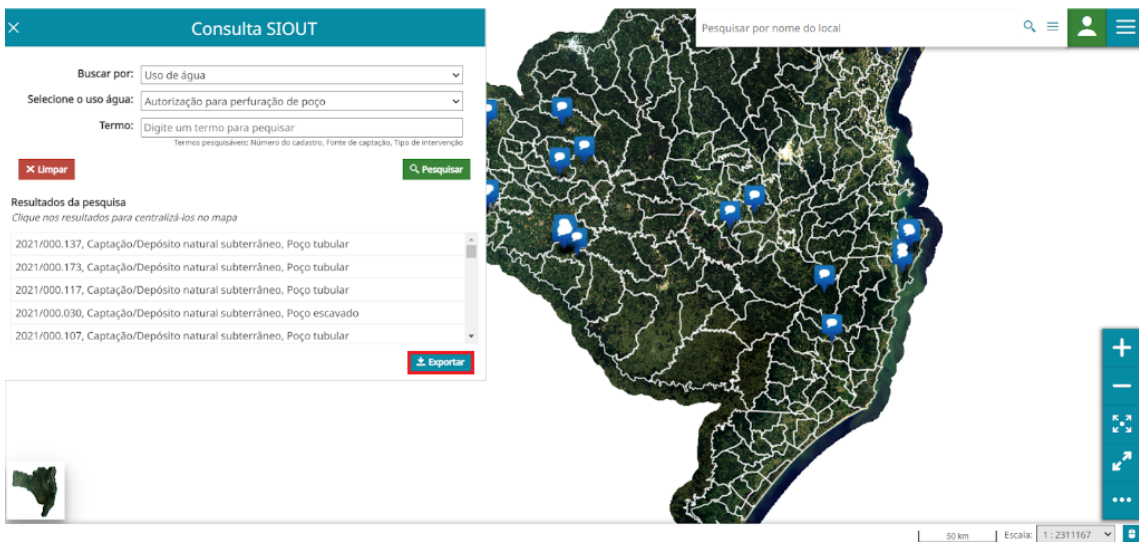 Consulta SIOUT
Pesquisar por nome do local
Buscar por: Uso de água
Selecione o uso água: Autorização para perfuração de poço
Termo: Digite um termo para pequisar
Termos pesquisáveis: Número do cadastro, Fonte de captação, Tipo de intervenção
Limpar
Pesquisar
Resultados da pesquisa
Clique nos resultados para centralizá-los no mapa
2021/000.137, Captação/Depósito natural subterrâneo, Poço tubular
2021/000.173, Captação/Depósito natural subterrâneo, Poço tubular
2021/000.117, Captação/Depósito natural subterrâneo, Poço tubular
2021/000.030, Captação/Depósito natural subterrâneo, Poço escavado
2021/000.107, Captação/Depósito natural subterrâneo, Poço tubular
Exportar
50 km
Escala: 1 : 2311167